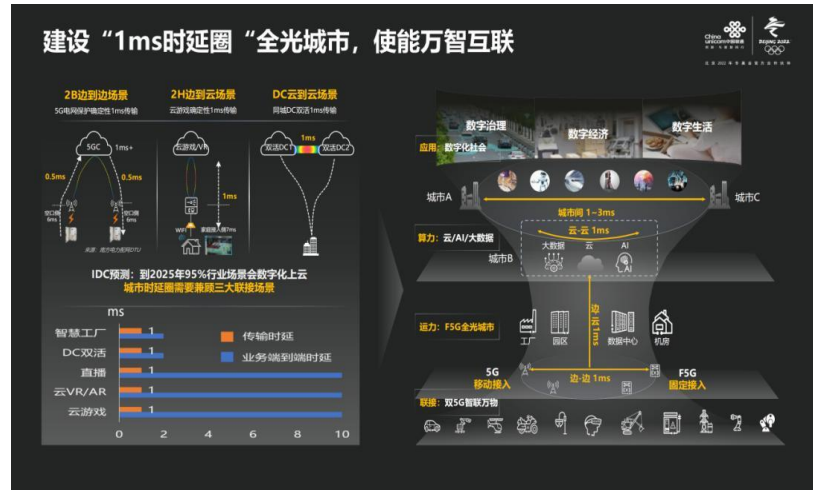 建设“1ms时延圈“全光城市，使能万智互联
China unicom中国联通
BEIJING 2022
2B边到边场景
5G电网保护确定性1ms传输
2H边到云场景
云游戏确定性1ms传输
DC云到云场景
同城DC双活1ms传输
5GC
1ms+
0.5ms
0.5ms
空口侧
6ms
空口侧
6ms
云游戏/VR
1ms
WiFi
双活DC1
1ms
双活DC2
IDC预测：到2025年95%行业场景会数字化上云
城市时延圈需要兼顾三大联接场景
ms
智慧工厂
1
DC双活
1
直播
1
云VR/AR
1
云游戏
1
传输时延
业务端到端时延
0 2 4 6 8 10
数字治理
数字经济
数字生活
应用：数字化社会
城市A
城市C
城市间 1~3ms
云-云 1ms
算力：云/AI/大数据
大数据
云
AI
AI
城市B
边-云 1ms
运力：F5G全光城市
工厂
园区
数据中心
机房
5G
移动接入
边-边 1ms
F5G
固定接入
联接：双5G智联万物